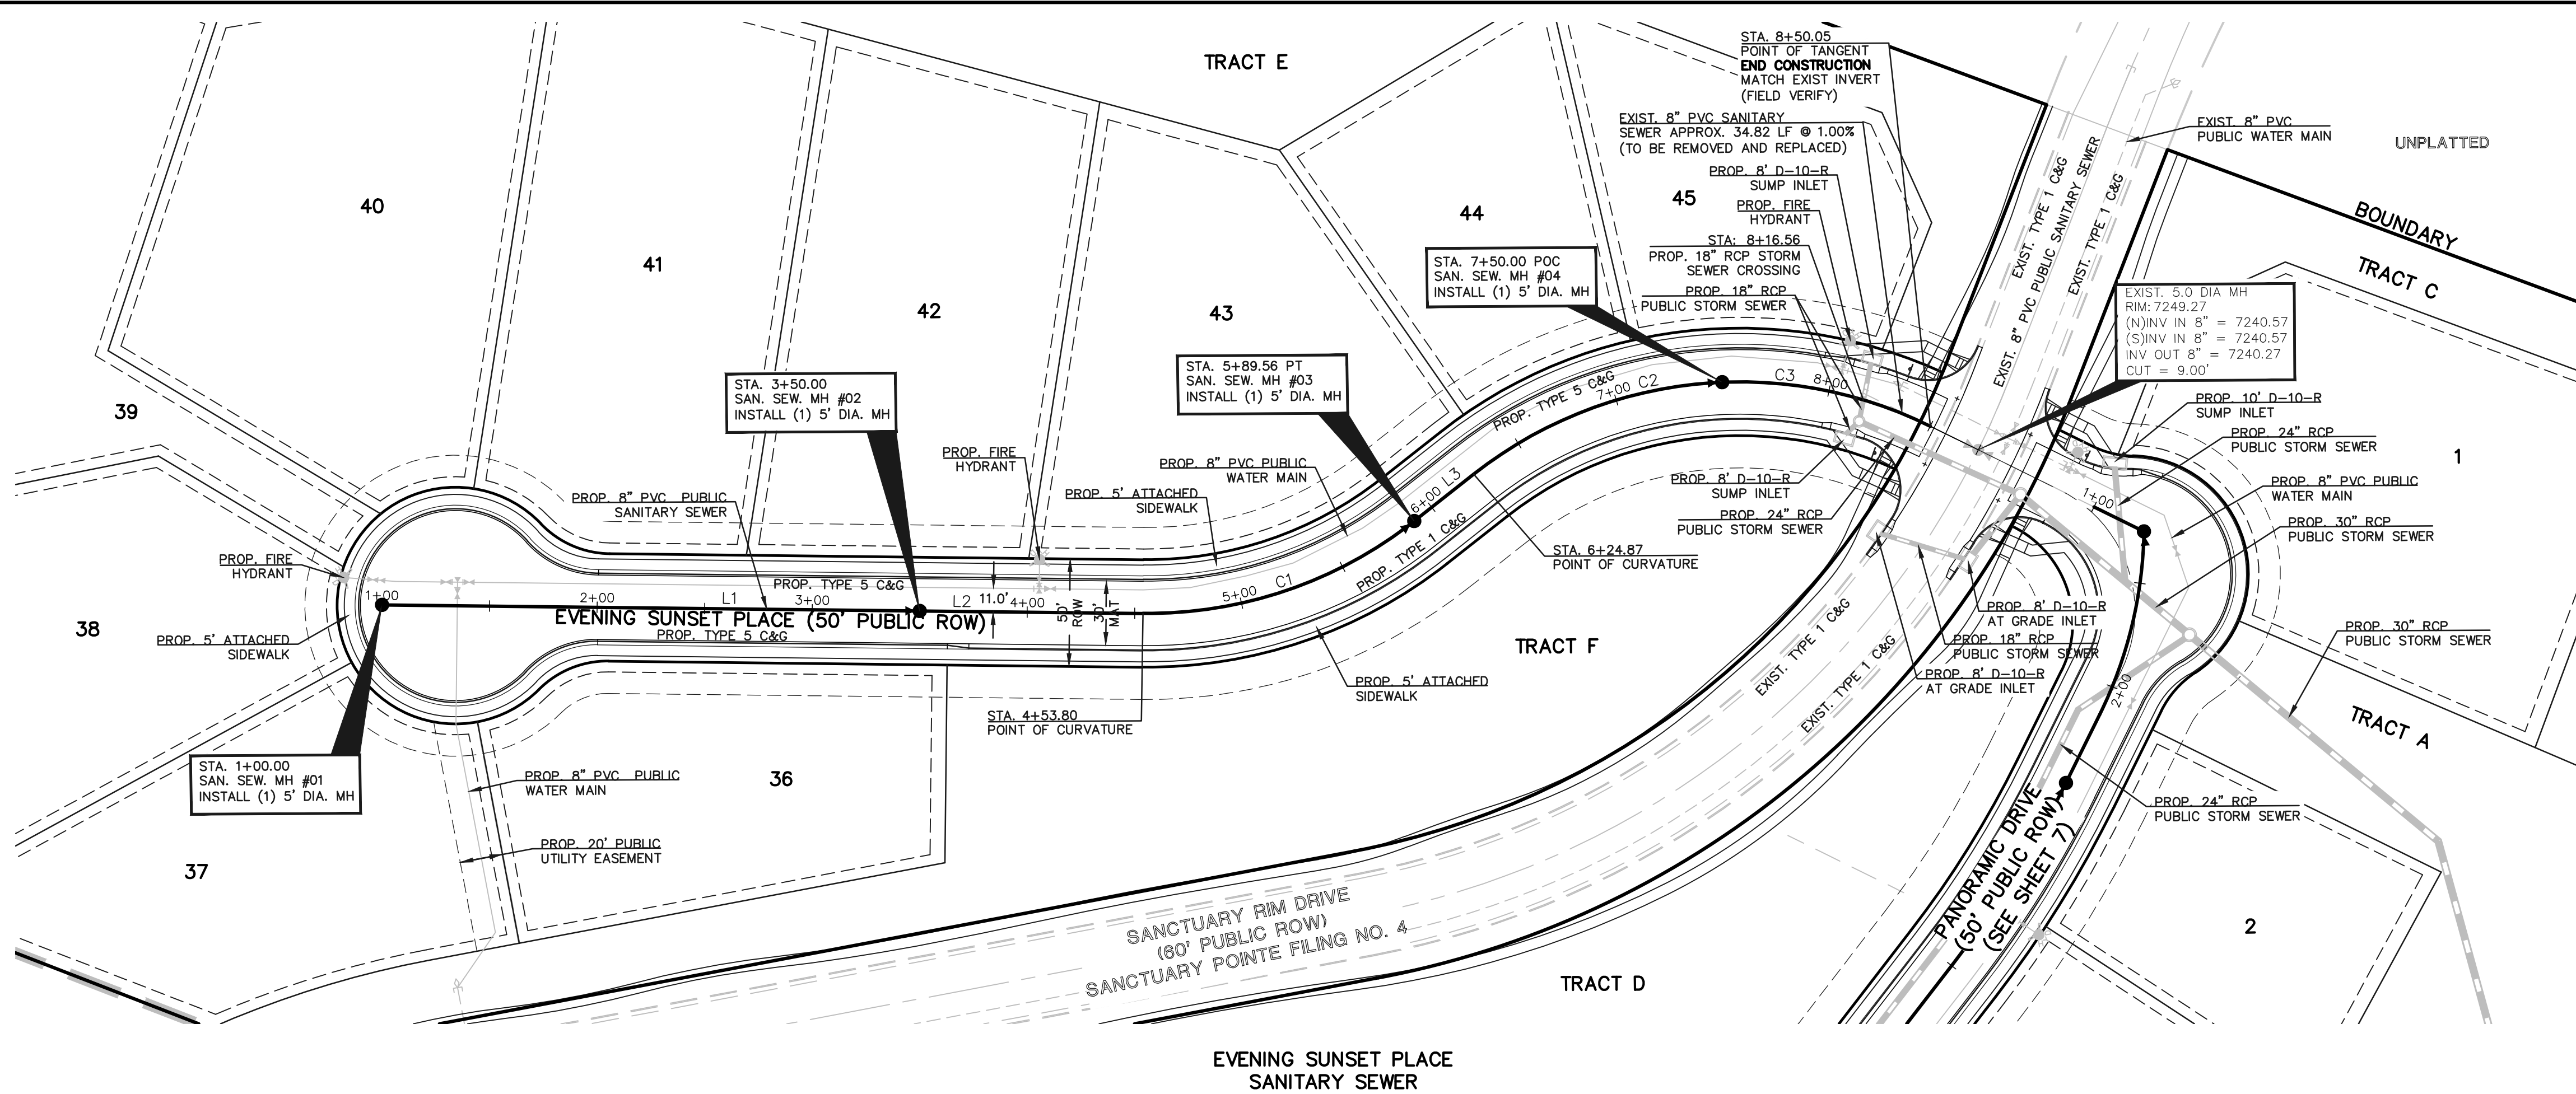 TRACT E
STA. 8+50.05
POINT OF TANGENT
END CONSTRUCTION
MATCH EXIST INVERT
(FIELD VERIFY)
EXIST. 8" PVC SANITARY
SEWER APPROX. 34.82 LF @ 1.00%
(TO BE REMOVED AND REPLACED)
PROP. 8' D-10-R
SUMP INLET
PROP. FIRE
HYDRANT
STA: 8+16.56
PROP. 18" RCP STORM
SEWER CROSSING
PROP. 18" RCP
PUBLIC STORM SEWER
EXIST. 8" PVC
PUBLIC WATER MAIN
UNPLATTED
BOUNDARY
TRACT C
EXIST. TYPE 1 C&G
EXIST. 8" PVC PUBLIC SANITARY SEWER
EXIST. TYPE 1 C&G
40
41
42
43
44
45
39
38
37
36
1
2
STA. 7+50.00 POC
SAN. SEW. MH #04
INSTALL (1) 5' DIA. MH
EXIST. 5.0 DIA MH
RIM: 7249.27
(N)INV IN 8" = 7240.57
(S)INV IN 8" = 7240.57
INV OUT 8" = 7240.27
CUT = 9.00'
STA. 5+89.56 PT
SAN. SEW. MH #03
INSTALL (1) 5' DIA. MH
STA. 3+50.00
SAN. SEW. MH #02
INSTALL (1) 5' DIA. MH
PROP. FIRE
HYDRANT
PROP. 8" PVC PUBLIC
WATER MAIN
PROP. 5' ATTACHED
SIDEWALK
PROP. 8" PVC PUBLIC
SANITARY SEWER
PROP. TYPE 5 C&G
7+00
C2
C3
8+00
6+00
L3
PROP. TYPE 1 C&G
C1
5+00
PROP. 10' D-10-R
SUMP INLET
PROP. 24" RCP
PUBLIC STORM SEWER
PROP. 8" PVC PUBLIC
WATER MAIN
PROP. 30" RCP
PUBLIC STORM SEWER
PROP. 8' D-10-R
SUMP INLET
PROP. 24" RCP
PUBLIC STORM SEWER
1+00
STA. 6+24.87
POINT OF CURVATURE
PROP. FIRE
HYDRANT
1+00
2+00
L1
PROP. TYPE 5 C&G
3+00
L2
11.0'
4+00
50'
ROW
30'
MAT
EVENING SUNSET PLACE (50' PUBLIC ROW)
PROP. TYPE 5 C&G
PROP. 5' ATTACHED
SIDEWALK
TRACT F
PROP. 8' D-10-R
AT GRADE INLET
PROP. 18" RCP
PUBLIC STORM SEWER
PROP. 8' D-10-R
AT GRADE INLET
PROP. 30" RCP
PUBLIC STORM SEWER
EXIST. TYPE 1 C&G
EXIST. TYPE 1 C&G
2+00
TRACT A
PROP. 5' ATTACHED
SIDEWALK
STA. 4+53.80
POINT OF CURVATURE
STA. 1+00.00
SAN. SEW. MH #01
INSTALL (1) 5' DIA. MH
PROP. 8" PVC PUBLIC
WATER MAIN
PROP. 20' PUBLIC
UTILITY EASEMENT
PROP. 24" RCP
PUBLIC STORM SEWER
PANORAMIC DRIVE
(50' PUBLIC ROW)
(SEE SHEET 7)
SANCTUARY RIM DRIVE
(60' PUBLIC ROW)
SANCTUARY POINTE FILING NO. 4
TRACT D
EVENING SUNSET PLACE
SANITARY SEWER